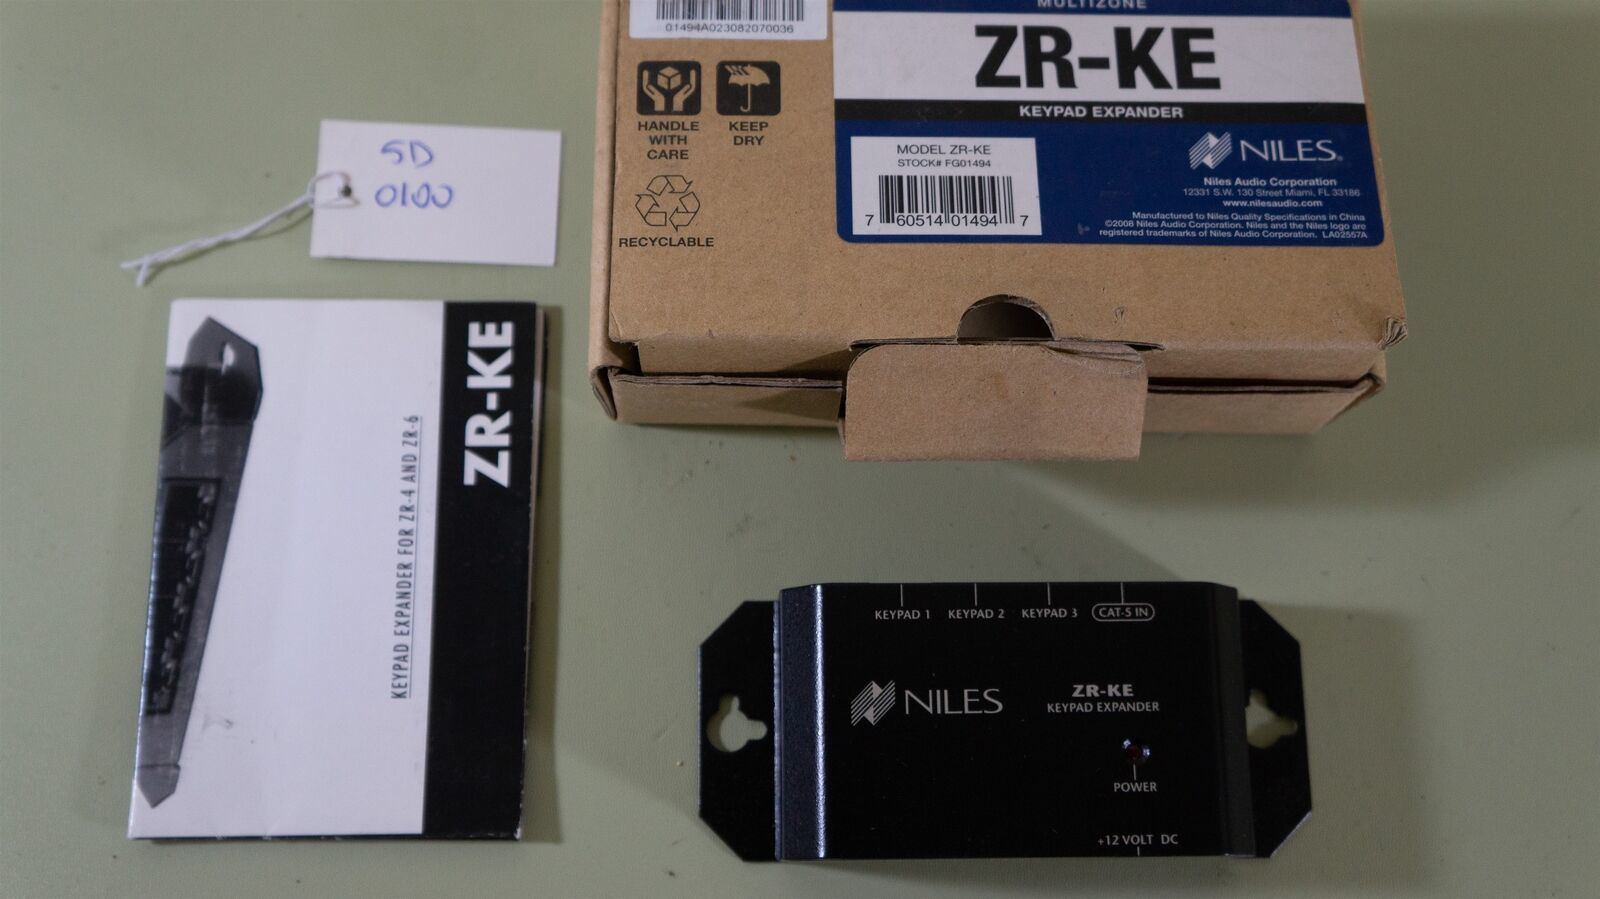 01494A023082070036
HANDLE
WITH
CARE
KEEP
DRY
RECYCLABLE
MULTIZONE
ZR-KE
KEYPAD EXPANDER
MODEL ZR-KE
STOCK# FG01494
7 60514 01494 7
NILES®
Niles Audio Corporation
12331 S.W. 130 Street Miami, FL 33186
www.nilesaudio.com
Manufactured to Niles Quality Specifications in China
©2008 Niles Audio Corporation. Niles and the Niles logo are
registered trademarks of Niles Audio Corporation. LA02557A
SD
0100
ZR-KE
KEYPAD EXPANDER FOR ZR-4 AND ZR-6
KEYPAD 1 KEYPAD 2 KEYPAD 3 CAT-5 IN
NILES
ZR-KE
KEYPAD EXPANDER
POWER
+12 VOLT DC